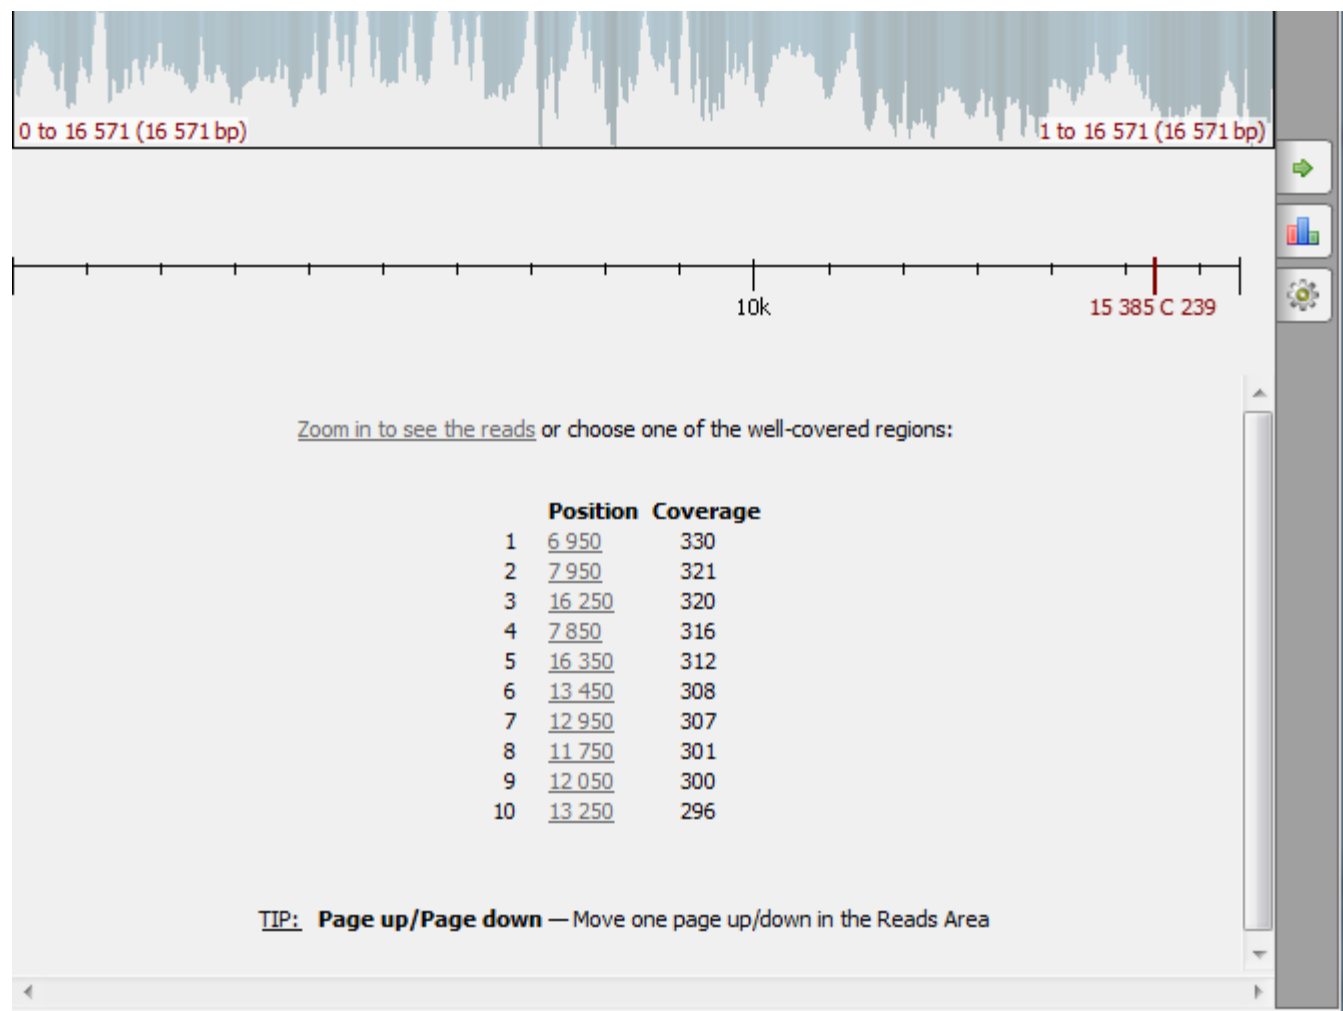 0 to 16 571 (16 571 bp) 1 to 16 571 (16 571 bp)
10k 15 385 C 239
Zoom in to see the reads or choose one of the well-covered regions:
Position Coverage
1 6 950 330
2 7 950 321
3 16 250 320
4 7 850 316
5 16 350 312
6 13 450 308
7 12 950 307
8 11 750 301
9 12 050 300
10 13 250 296
TIP: Page up/Page down — Move one page up/down in the Reads Area